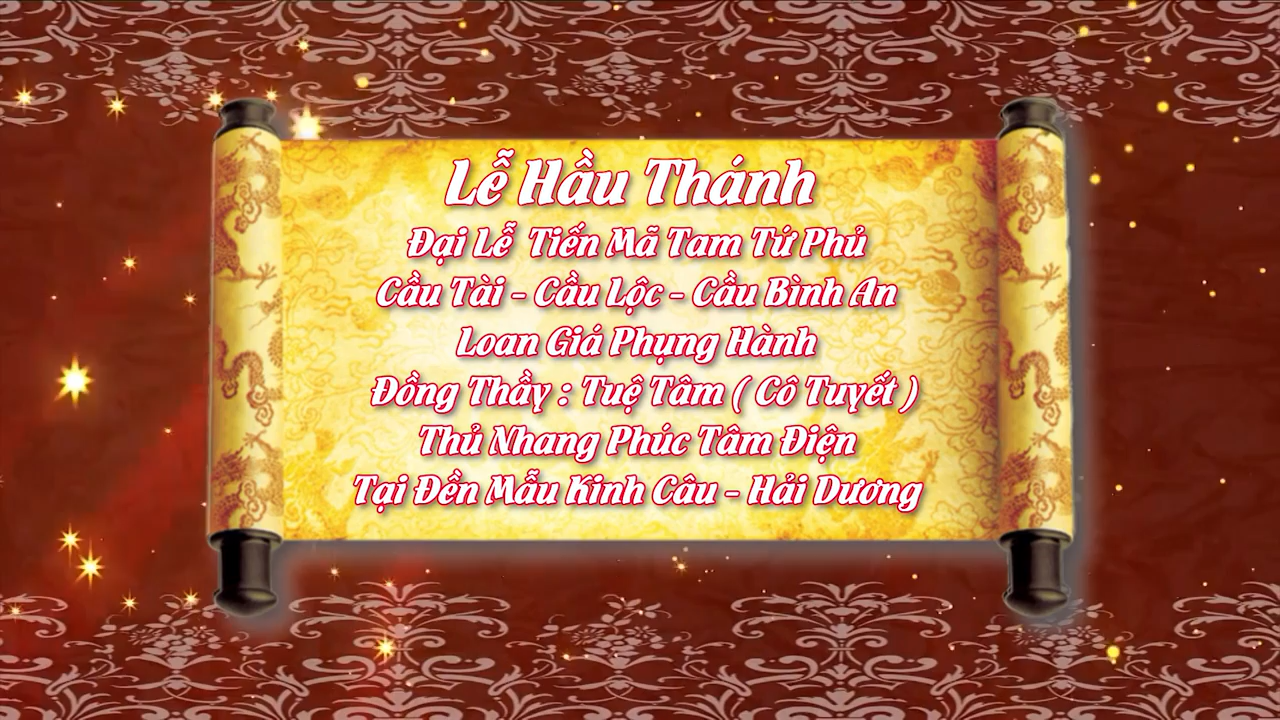 Lễ Hầu Thánh
Đại Lễ Tiến Mã Tam Tứ Phủ
Cầu Tài - Cầu Lộc - Cầu Bình An
Loan Giá Phụng Hành
Đồng Thầy : Tuệ Tâm ( Cô Tuyết )
Thủ Nhang Phúc Tâm Điện
Tại Đền Mẫu Kinh Câu - Hải Dương